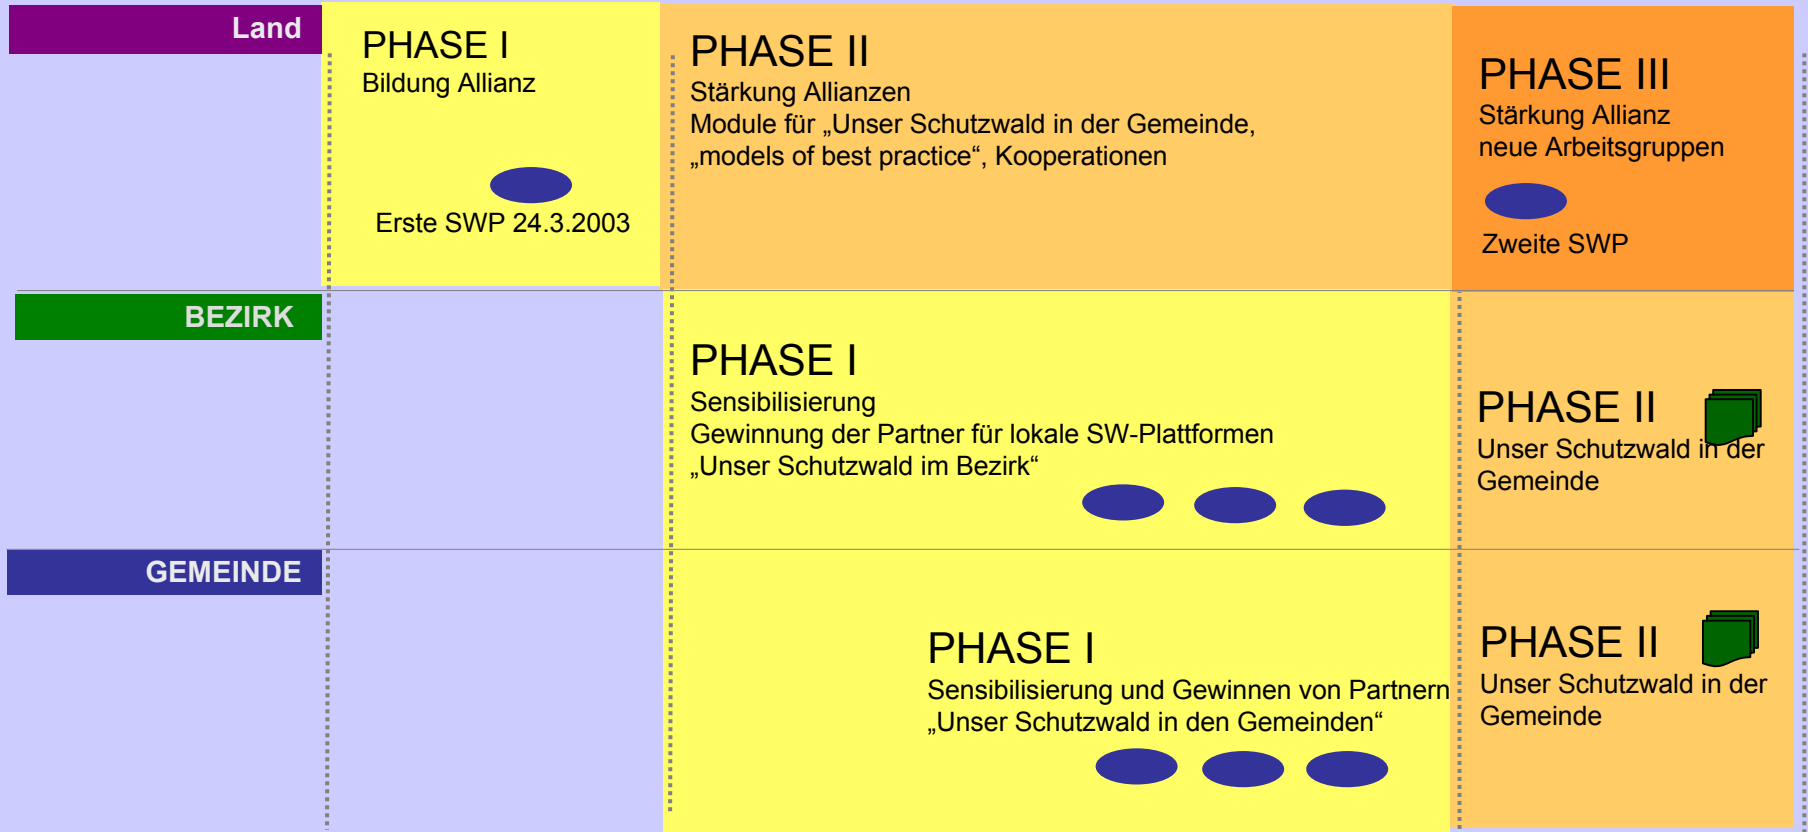 Land
PHASE I
Bildung Allianz
Erste SWP 24.3.2003
PHASE II
Stärkung Allianzen
Module für „Unser Schutzwald in der Gemeinde,
„models of best practice“, Kooperationen
PHASE III
Stärkung Allianz
neue Arbeitsgruppen
Zweite SWP
BEZIRK
PHASE I
Sensibilisierung
Gewinnung der Partner für lokale SW-Plattformen
„Unser Schutzwald im Bezirk“
PHASE II
Unser Schutzwald in der
Gemeinde
GEMEINDE
PHASE I
Sensibilisierung und Gewinnen von Partnern
„Unser Schutzwald in den Gemeinden“
PHASE II
Unser Schutzwald in der
Gemeinde